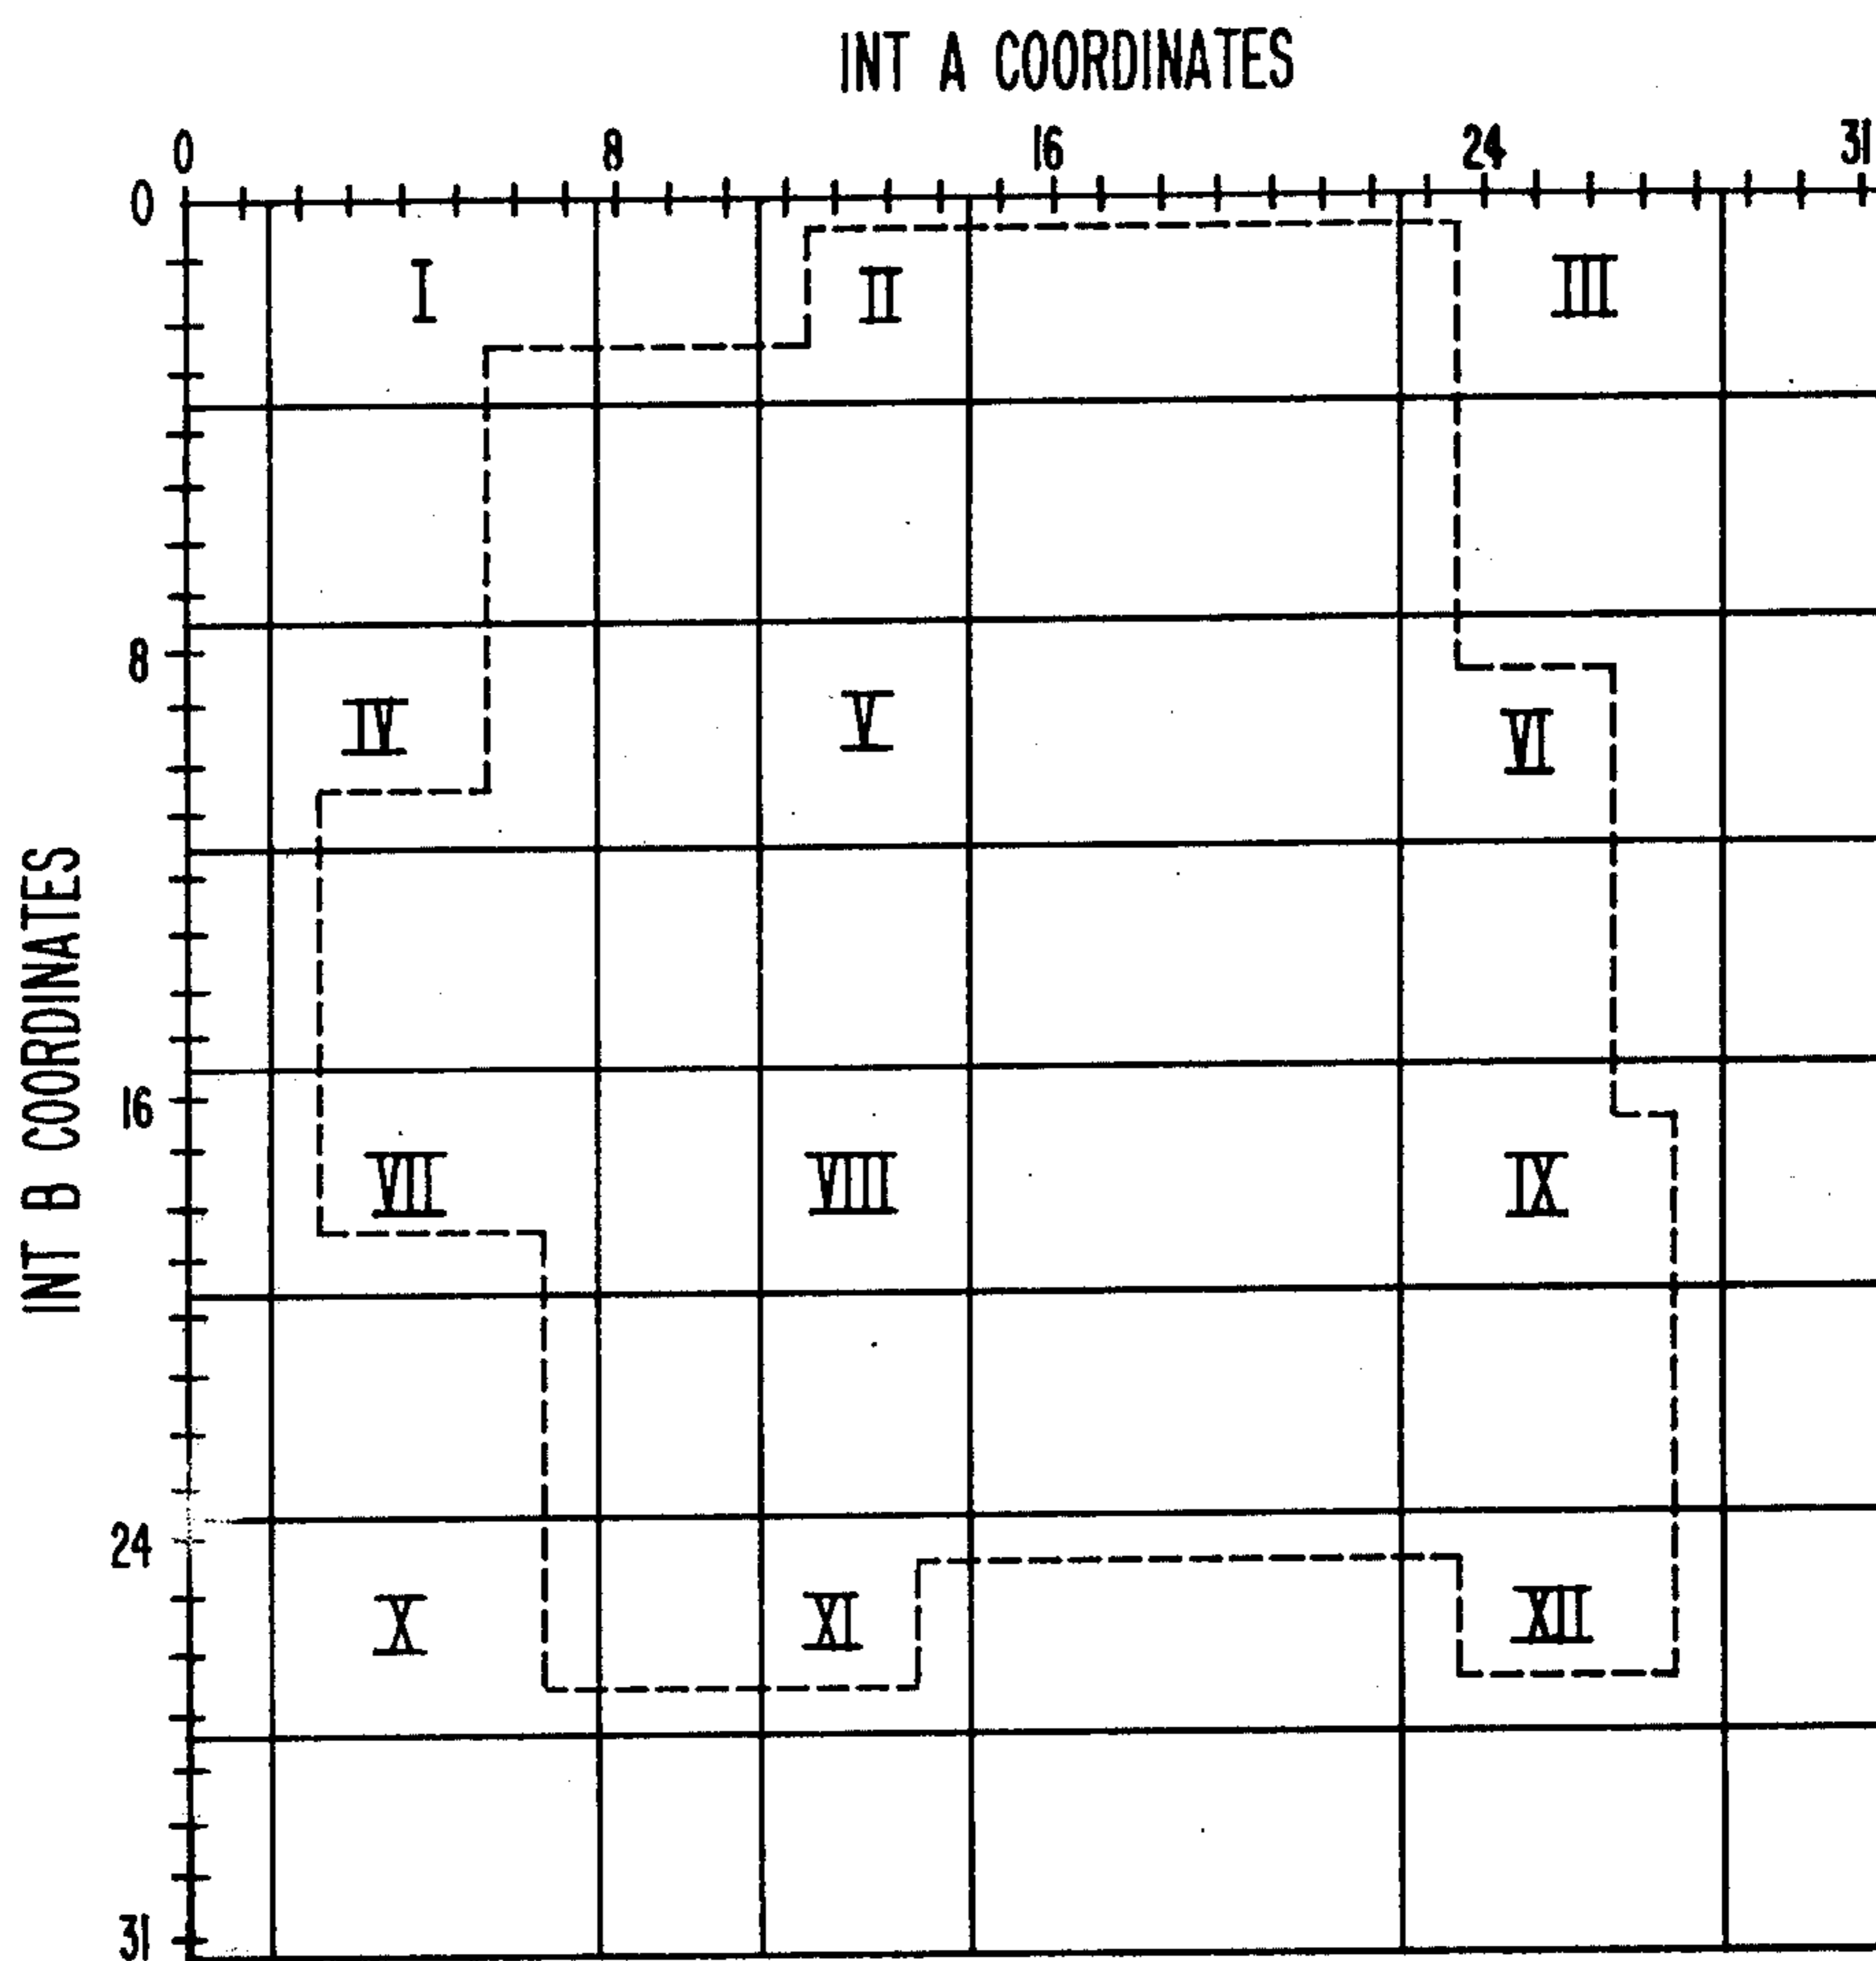 INT A COORDINATES
0 8 16 24 31
0
I II III
8
IV V VI
INT B COORDINATES
16
VII VIII IX
24
X XI XII
31